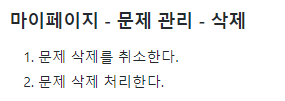 마이페이지 - 문제 관리 - 삭제
1. 문제 삭제를 취소한다.
2. 문제 삭제 처리한다.